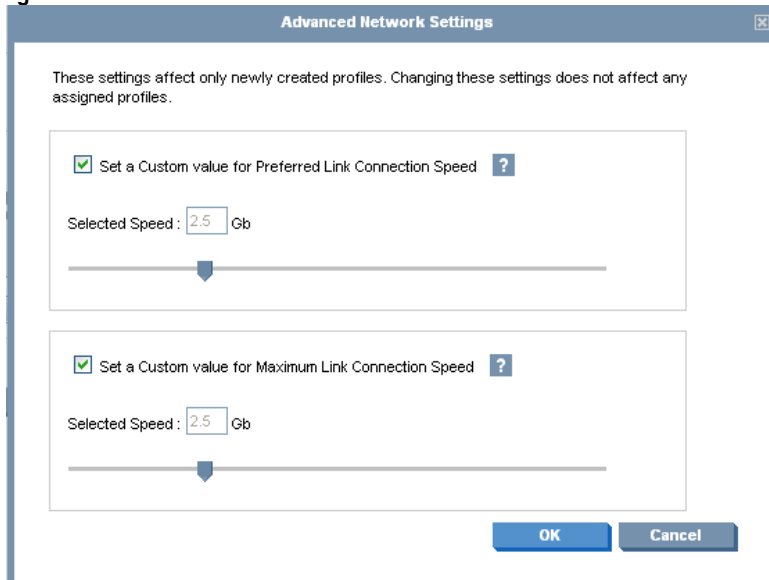 Advanced Network Settings
These settings affect only newly created profiles. Changing these settings does not affect any
assigned profiles.
Set a Custom value for Preferred Link Connection Speed ?
Selected Speed : 2.5 Gb
Set a Custom value for Maximum Link Connection Speed ?
Selected Speed : 2.5 Gb
OK Cancel